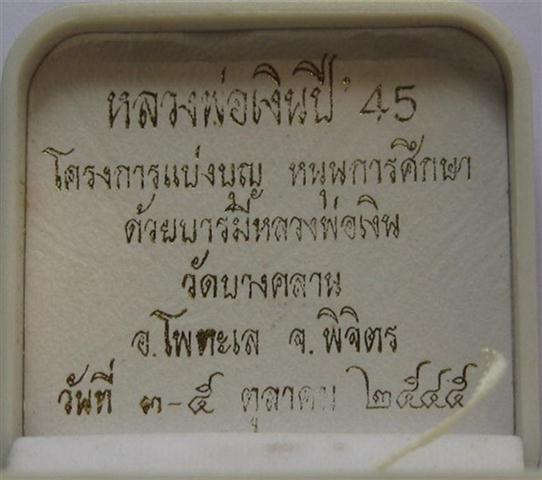 หลวงพ่อเงินปี '45
โครงการแบ่งบุญ หนุนการศึกษา
ด้วยบารมีหลวงพ่อเงิน
วัดบางคลาน
อ.โพทะเล จ.พิจิตร
วันที่ ๓-๕ ตุลาคม ๒๕๔๕